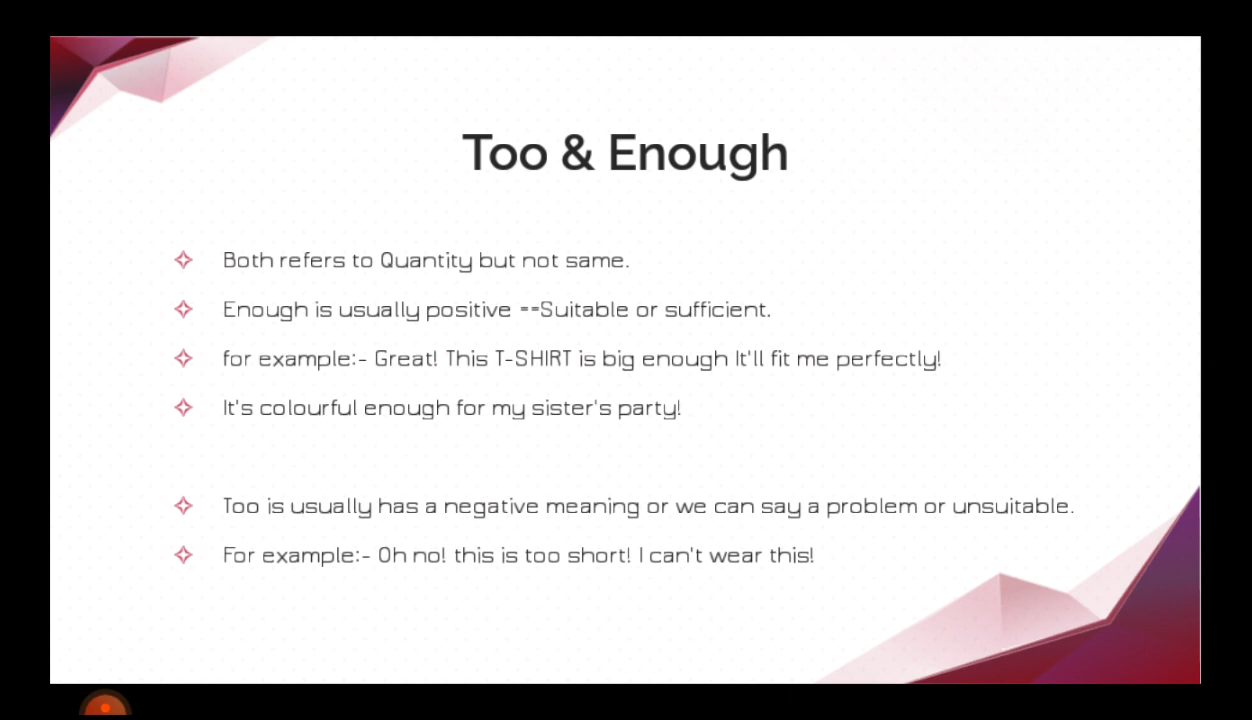 Too & Enough
Both refers to Quantity but not same.
Enough is usually positive ==Suitable or sufficient.
for example:- Great! This T-SHIRT is big enough It'll fit me perfectly!
It's colourful enough for my sister's party!
Too is usually has a negative meaning or we can say a problem or unsuitable.
For example:- Oh no! this is too short! I can't wear this!